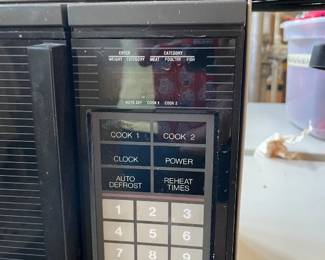 ENTER CATEGORY
WEIGHT CATEGORY MEAT POULTRY FISH
AUTO DEF COOK 1 COOK 2
COOK 1 COOK 2
CLOCK POWER
AUTO DEFROST REHEAT TIMES
1 2 3
4 5 6
7 8 9